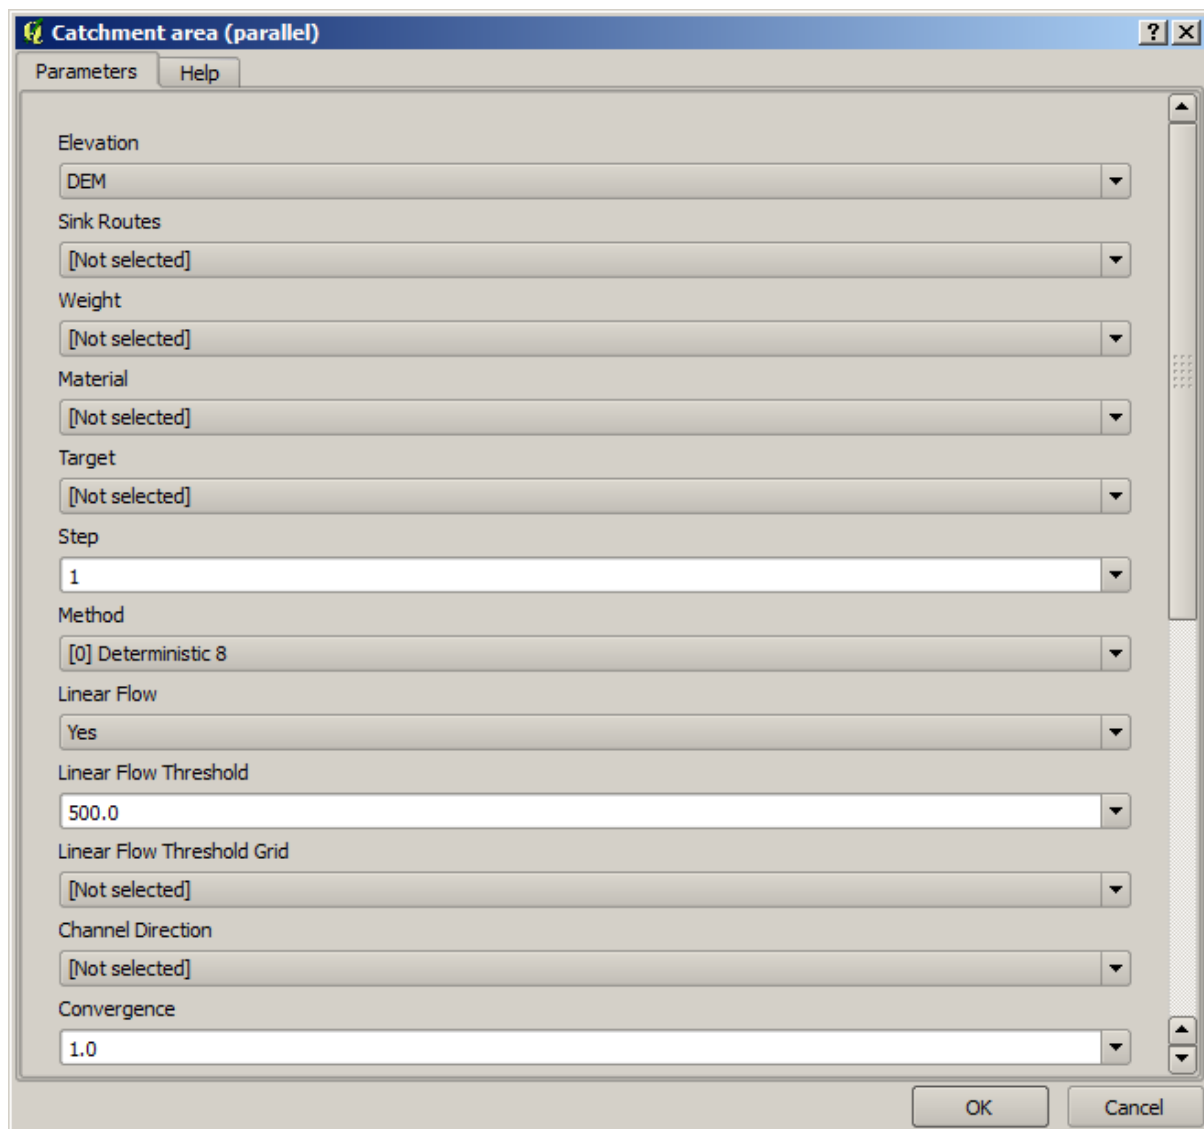 Catchment area (parallel)
Parameters
Help
Elevation
DEM
Sink Routes
[Not selected]
Weight
[Not selected]
Material
[Not selected]
Target
[Not selected]
Step
1
Method
[0] Deterministic 8
Linear Flow
Yes
Linear Flow Threshold
500.0
Linear Flow Threshold Grid
[Not selected]
Channel Direction
[Not selected]
Convergence
1.0
OK
Cancel